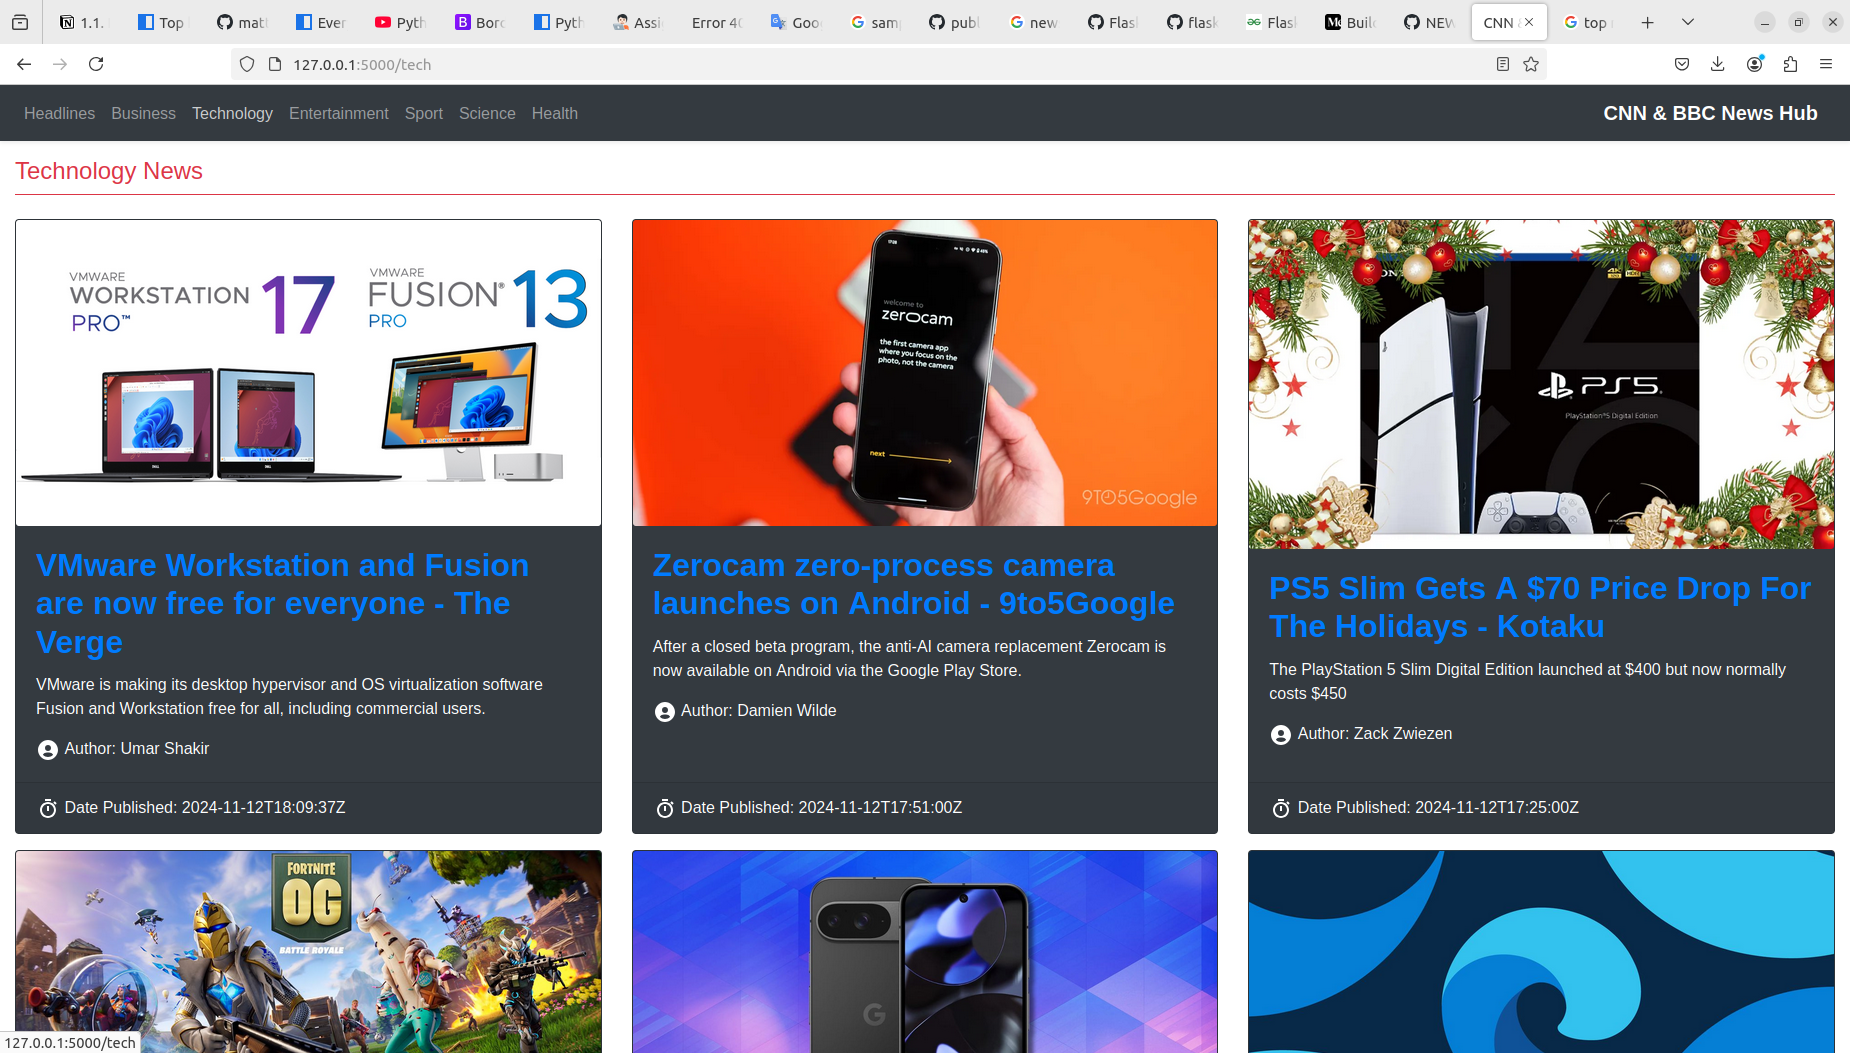 1.1.
Top
matt
Ever
Pyth
Pyth
Assi
Error 4
Goo
sam
publ
new
Flas
flask
Flas
Buil
NEW
CNN
top
127.0.0.1:5000/tech
Headlines Business Technology Entertainment Sport Science Health
CNN & BBC News Hub
Technology News
VMWARE
WORKSTATION 17
PRO™
VMWARE
FUSION® 13
PRO
VMware Workstation and Fusion
are now free for everyone - The
Verge
VMware is making its desktop hypervisor and OS virtualization software
Fusion and Workstation free for all, including commercial users.
Author: Umar Shakir
Date Published: 2024-11-12T18:09:37Z
welcome to
zerocam
the first camera app
where you focus on the
photo, not the camera
next
9TO5Google
Zerocam zero-process camera
launches on Android - 9to5Google
After a closed beta program, the anti-AI camera replacement Zerocam is
now available on Android via the Google Play Store.
Author: Damien Wilde
Date Published: 2024-11-12T17:51:00Z
4K
HDR
PS5
PlayStation®5 Digital Edition
PS5 Slim Gets A $70 Price Drop For
The Holidays - Kotaku
The PlayStation 5 Slim Digital Edition launched at $400 but now normally
costs $450
Author: Zack Zwiezen
Date Published: 2024-11-12T17:25:00Z
FORTNITE
OG
BATTLE ROYALE
127.0.0.1:5000/tech